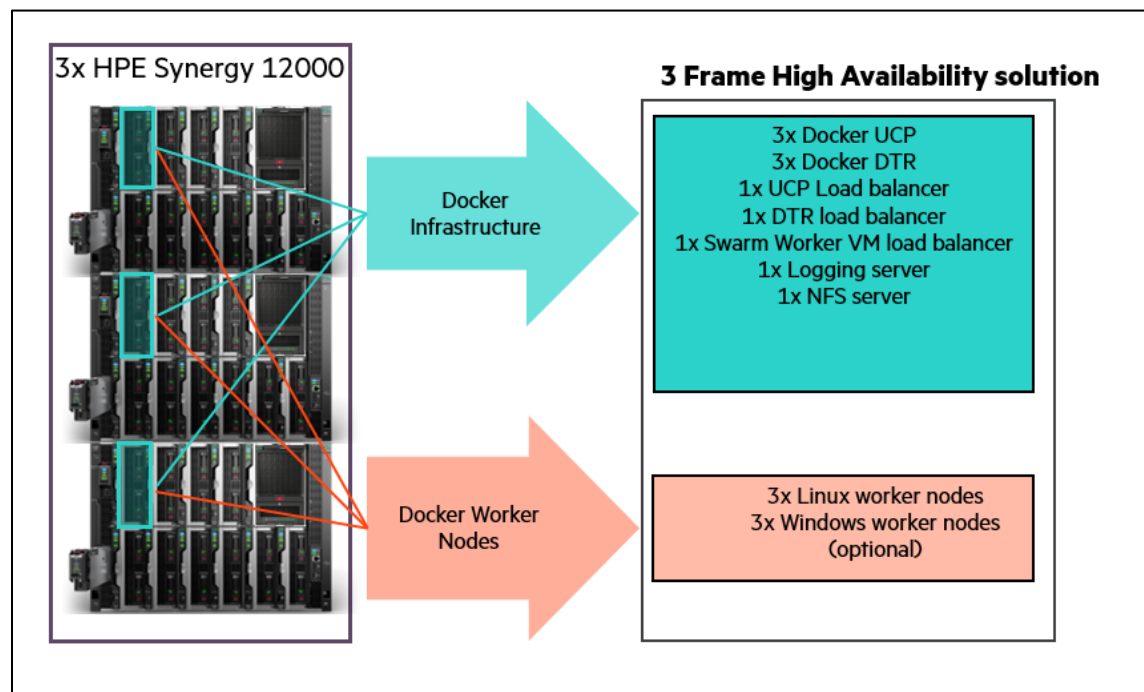 3x HPE Synergy 12000
3 Frame High Availability solution
Docker
Infrastructure
3x Docker UCP
3x Docker DTR
1x UCP Load balancer
1x DTR load balancer
1x Swarm Worker VM load balancer
1x Logging server
1x NFS server
Docker Worker
Nodes
3x Linux worker nodes
3x Windows worker nodes
(optional)